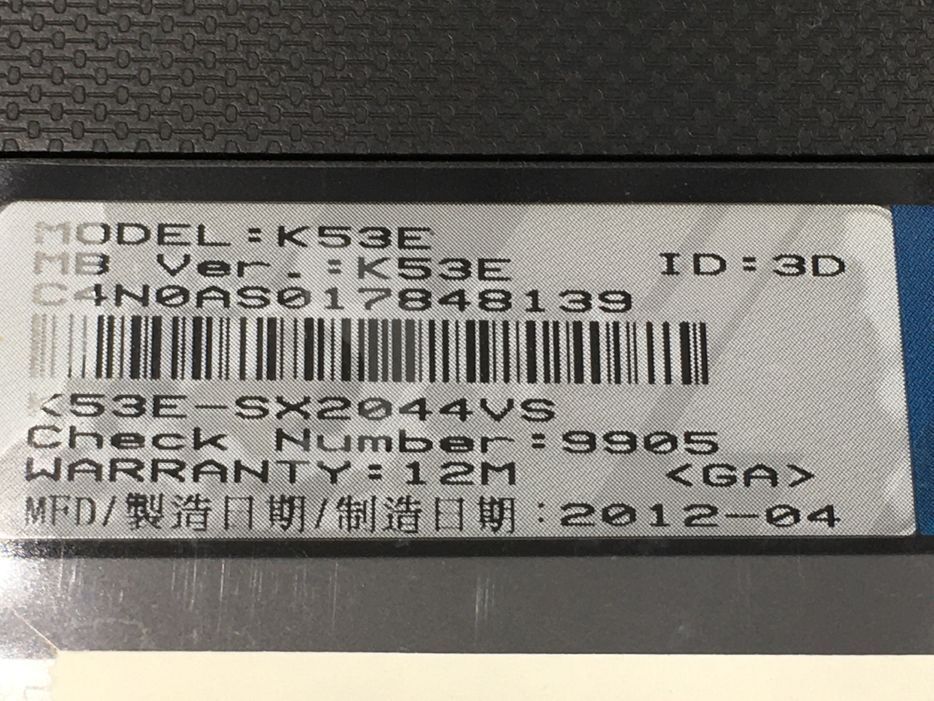 MODEL:K53E
MB Ver.:K53E ID:3D
C4N0AS017848139
K53E-SX2044VS
Check Number:9905
WARRANTY:12M <GA>
MFD/製造日期/制造日期:2012-04